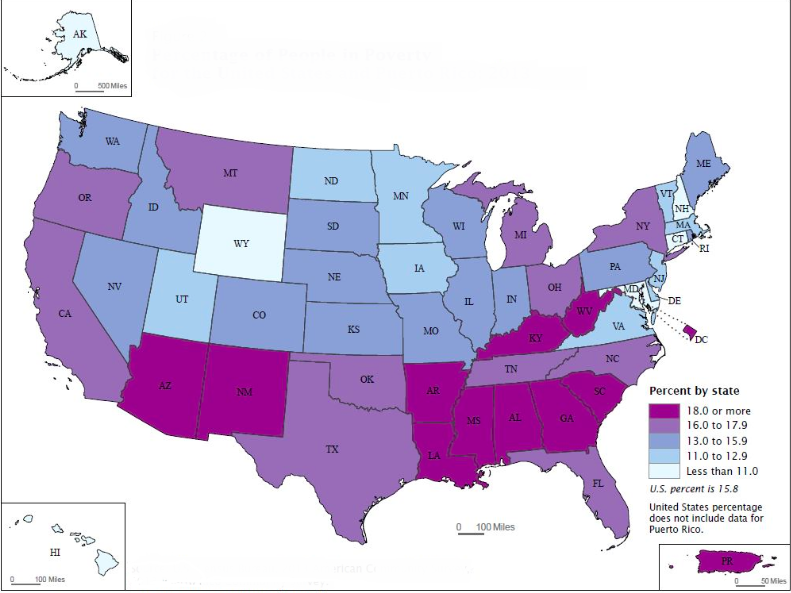 AK
0 500 Miles
WA
MT
ND
MN
ME
VT
NH
OR
ID
SD
WI
MI
NY
MA
CT
RI
WY
IA
NE
PA
NJ
NV
UT
IL
IN
OH
MD
DE
CA
CO
KS
MO
WV
VA
KY
DC
NC
TN
AZ
NM
OK
AR
SC
MS
AL
GA
TX
LA
FL
0 100 Miles
Percent by state
18.0 or more
16.0 to 17.9
13.0 to 15.9
11.0 to 12.9
Less than 11.0
U.S. percent is 15.8
United States percentage
does not include data for
Puerto Rico.
HI
0 100 Miles
PR
0 50 Miles